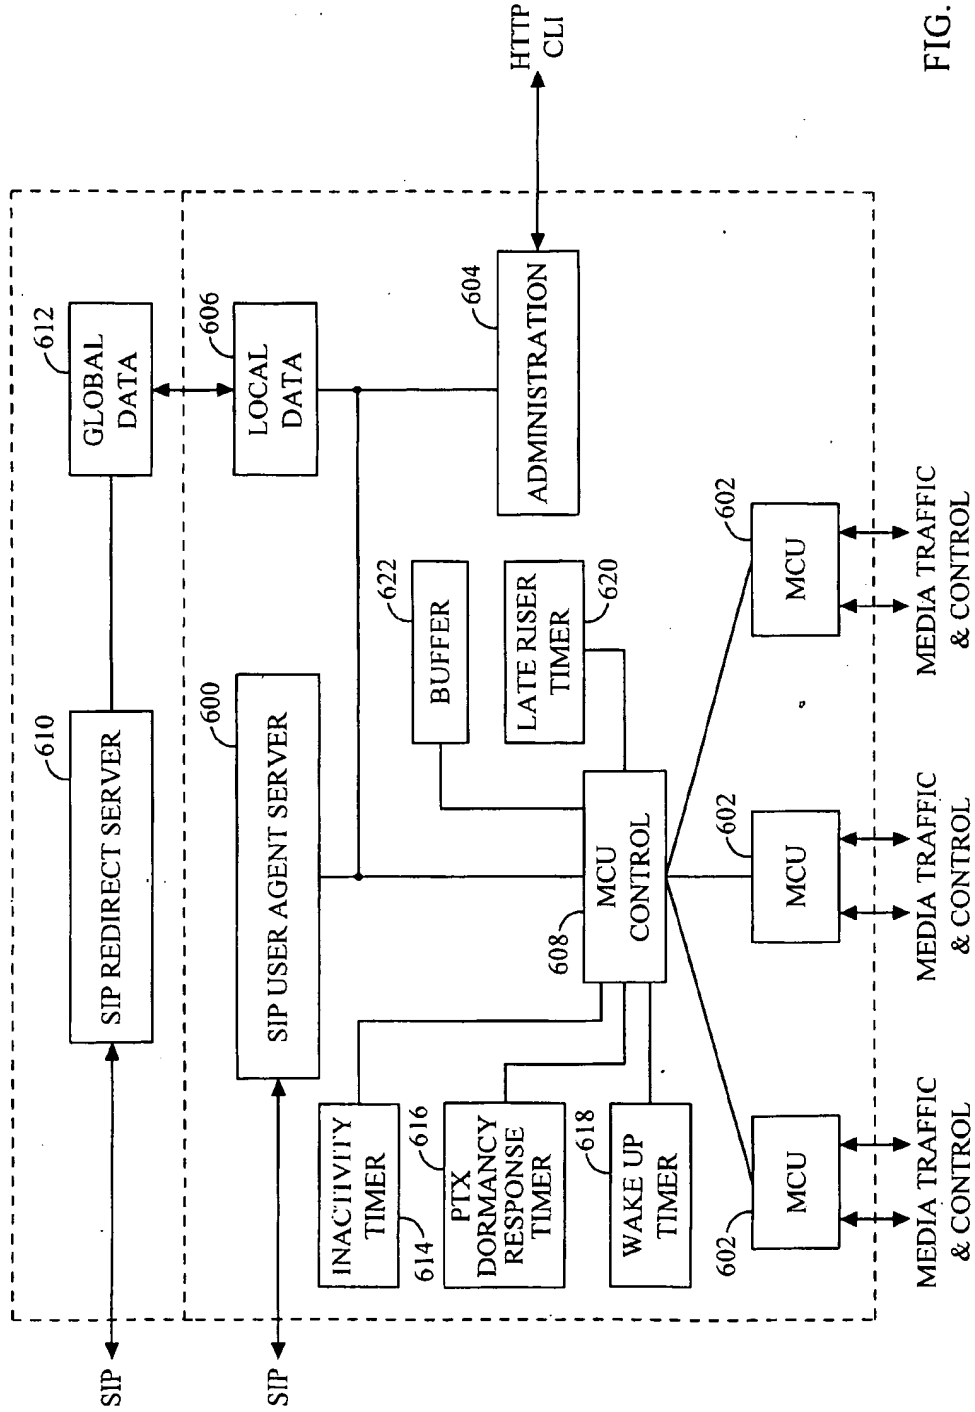 SIP
610
SIP REDIRECT SERVER
612
GLOBAL
DATA
SIP
600
SIP USER AGENT SERVER
606
LOCAL
DATA
INACTIVITY
TIMER
614
616
PTX
DORMANCY
RESPONSE
TIMER
618
WAKE UP
TIMER
622
BUFFER
LATE RISER
TIMER
620
604
ADMINISTRATION
HTTP
CLI
608
MCU
CONTROL
602
MCU
602
MCU
602
MCU
MEDIA TRAFFIC
& CONTROL
MEDIA TRAFFIC
& CONTROL
MEDIA TRAFFIC
& CONTROL
FIG.